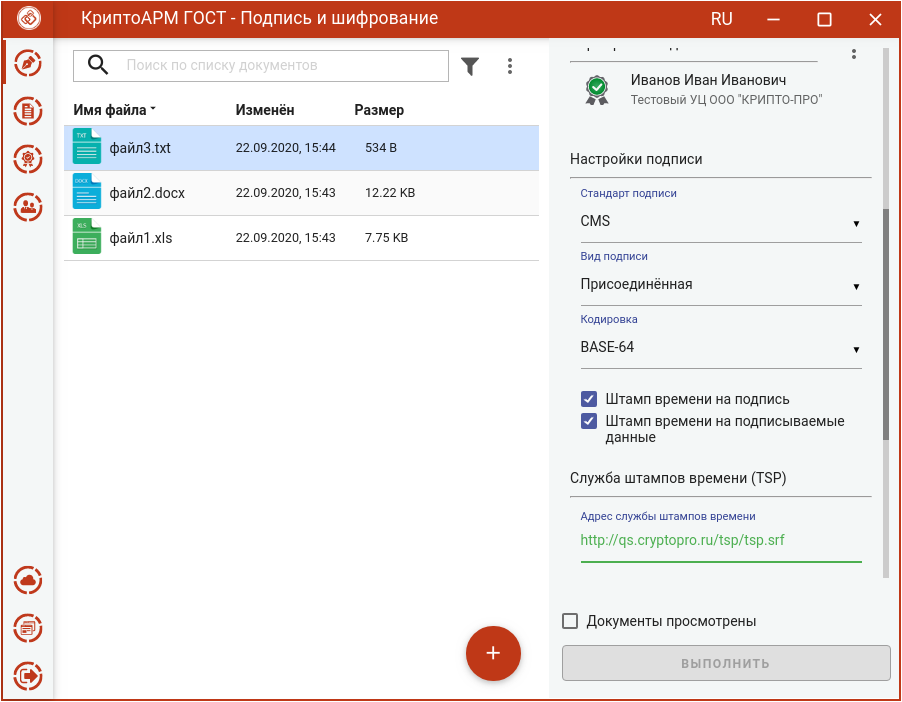 КриптоАРМ ГОСТ - Подпись и шифрование
RU
Поиск по списку документов
Имя файла Изменён Размер
TXT
файл3.txt 22.09.2020, 15:44 534 B
DOCX
файл2.docx 22.09.2020, 15:43 12.22 KB
XLS
файл1.xls 22.09.2020, 15:43 7.75 KB
Иванов Иван Иванович
Тестовый УЦ ООО "КРИПТО-ПРО"
Настройки подписи
Стандарт подписи
CMS
Вид подписи
Присоединённая
Кодировка
BASE-64
Штамп времени на подпись
Штамп времени на подписываемые
данные
Служба штампов времени (TSP)
Адрес службы штампов времени
http://qs.cryptopro.ru/tsp/tsp.srf
Документы просмотрены
ВЫПОЛНИТЬ